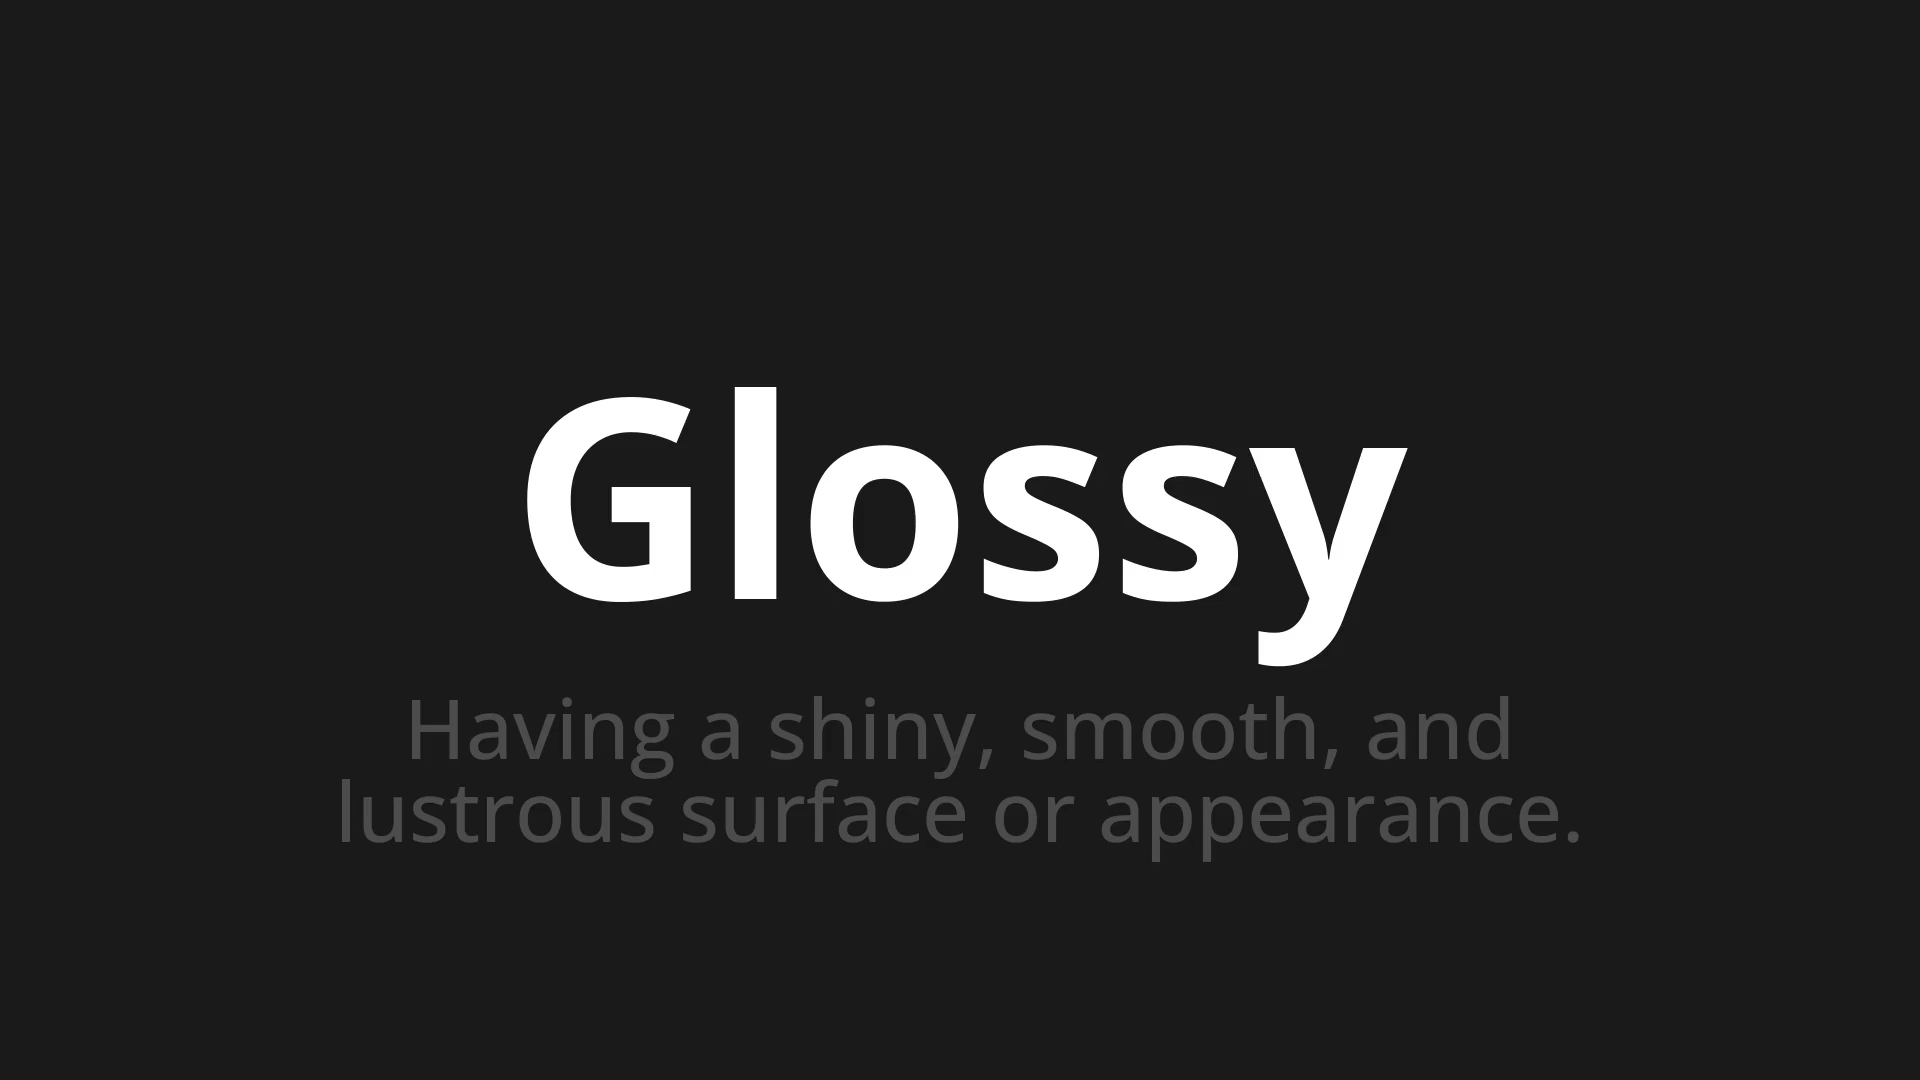 Glossy
Having a shiny, smooth, and
lustrous surface or appearance.